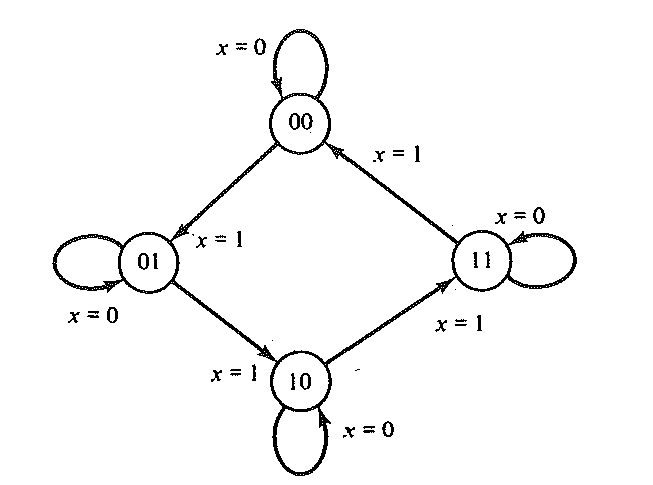 x = 0
00
x = 1
x = 0
x = 1
01
11
x = 0
x = 1
x = 1
10
x = 0